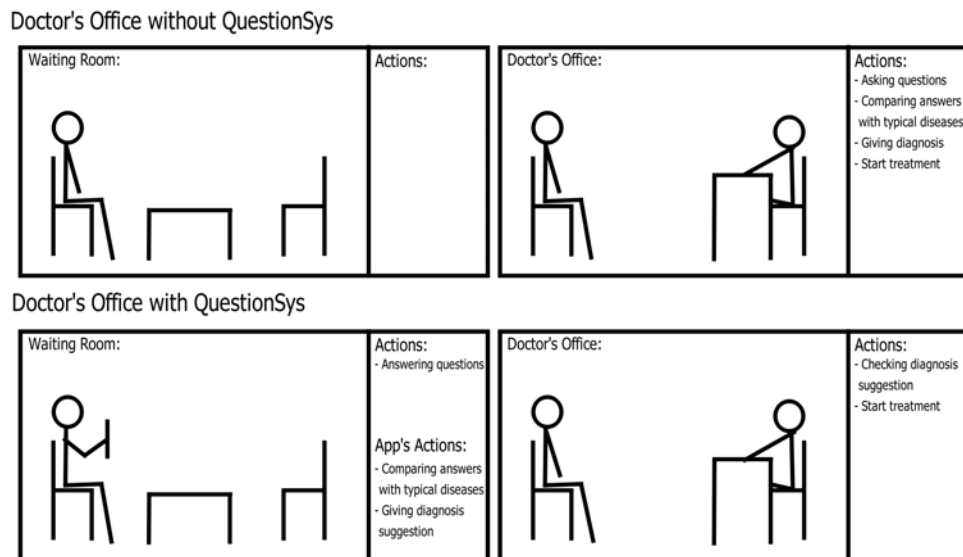 Doctor's Office without QuestionSys
Waiting Room:
Actions:
Doctor's Office:
Actions:
- Asking questions
- Comparing answers
with typical diseases
- Giving diagnosis
- Start treatment
Doctor's Office with QuestionSys
Waiting Room:
Actions:
- Answering questions
App's Actions:
- Comparing answers
with typical diseases
- Giving diagnosis
suggestion
Doctor's Office:
Actions:
- Checking diagnosis
suggestion
- Start treatment